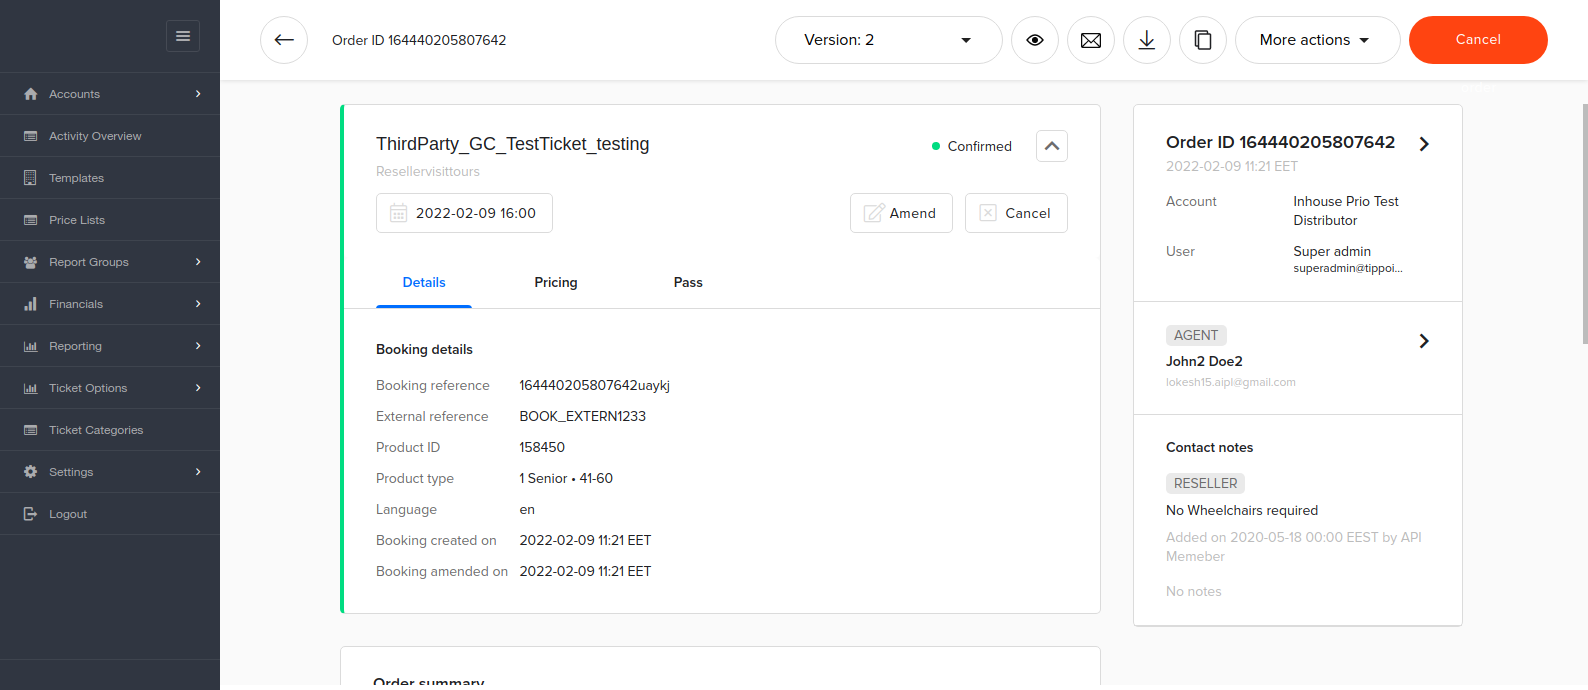 Order ID 164440205807642
Version: 2
More actions
Cancel
Accounts
Activity Overview
Templates
Price Lists
Report Groups
Financials
Reporting
Ticket Options
Ticket Categories
Settings
Logout
ThirdParty_GC_TestTicket_testing
Confirmed
Resellervisittours
2022-02-09 16:00
Amend
Cancel
Details
Pricing
Pass
Booking details
Booking reference 164440205807642uaykj
External reference BOOK_EXTERN1233
Product ID 158450
Product type 1 Senior • 41-60
Language en
Booking created on 2022-02-09 11:21 EET
Booking amended on 2022-02-09 11:21 EET
Order summary
Order ID 164440205807642
2022-02-09 11:21 EET
Account Inhouse Prio Test
Distributor
User Super admin
superadmin@tippoi...
AGENT
John2 Doe2
lokesh15.aipl@gmail.com
Contact notes
RESELLER
No Wheelchairs required
Added on 2020-05-18 00:00 EEST by API
Memeber
No notes